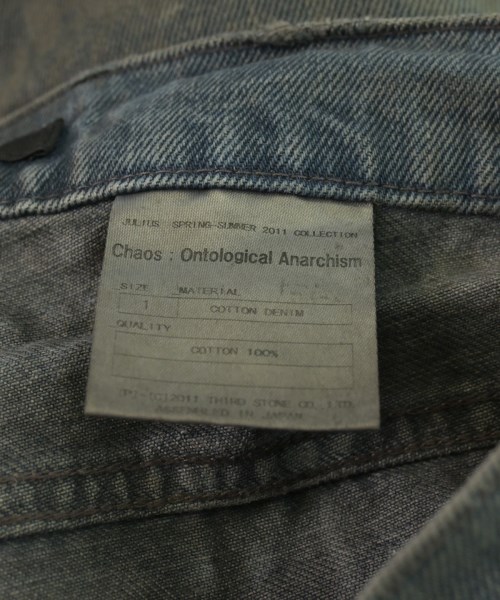 JULIUS SPRING-SUMMER 2011 COLLECTION
Chaos : Ontological Anarchism
SIZE MATERIAL
1 COTTON DENIM
QUALITY
COTTON 100%
(P)-(C)2011 THIRD STONE CO.,LTD.
ASSEMBLED IN JAPAN